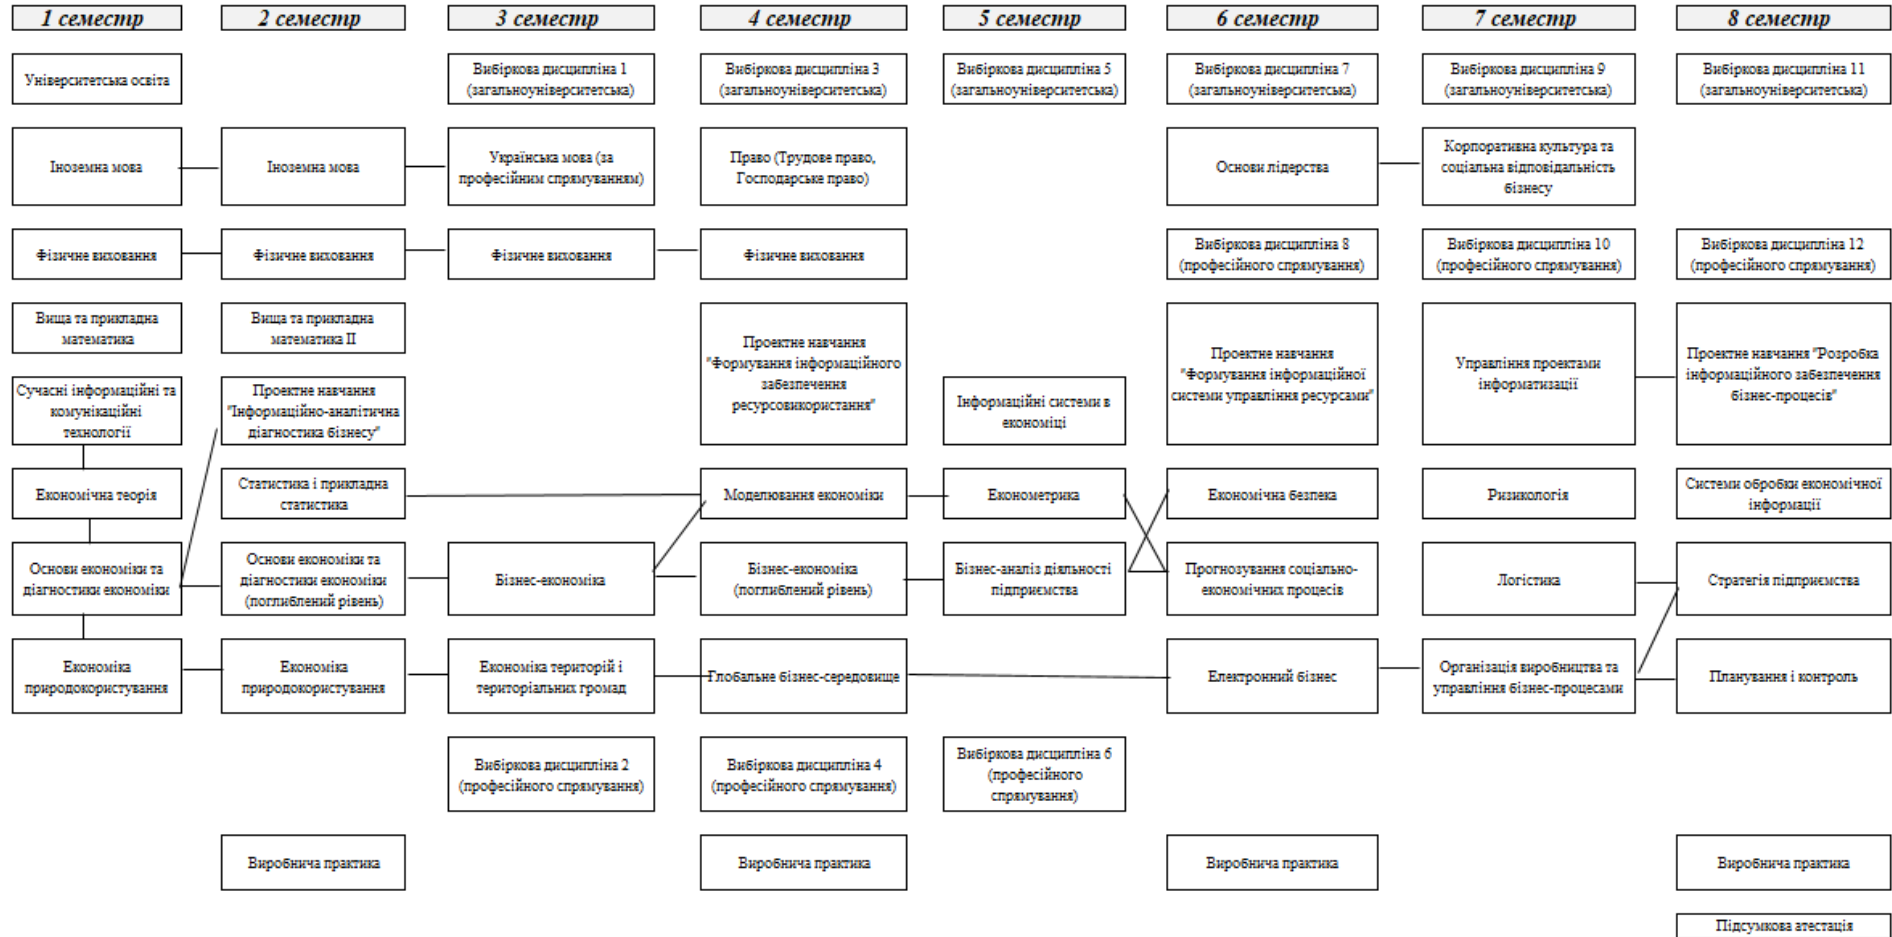 1 семестр
2 семестр
3 семестр
4 семестр
5 семестр
6 семестр
7 семестр
8 семестр
Університетська освіта
Вибіркова дисципліна 1
(загальноуніверситетська)
Вибіркова дисципліна 3
(загальноуніверситетська)
Вибіркова дисципліна 5
(загальноуніверситетська)
Вибіркова дисципліна 7
(загальноуніверситетська)
Вибіркова дисципліна 9
(загальноуніверситетська)
Вибіркова дисципліна 11
(загальноуніверситетська)
Іноземна мова
Іноземна мова
Українська мова (за
професійним спрямуванням)
Право (Трудове право,
Господарське право)
Основи лідерства
Корпоративна культура та
соціальна відповідальність
бізнесу
Фізичне виховання
Фізичне виховання
Фізичне виховання
Фізичне виховання
Вибіркова дисципліна 8
(професійного спрямування)
Вибіркова дисципліна 10
(професійного спрямування)
Вибіркова дисципліна 12
(професійного спрямування)
Вища та прикладна
математика
Вища та прикладна
математика ІІ
Проектне навчання
"Формування інформаційного
забезпечення
ресурсовикористання"
Проектне навчання
"Формування інформаційної
системи управління ресурсами"
Управління проектами
інформатизації
Проектне навчання "Розробка
інформаційного забезпечення
бізнес-процесів"
Сучасні інформаційні та
комунікаційні
технології
Проектне навчання
"Інформаційно-аналітична
діагностика бізнесу"
Інформаційні системи в
економіці
Економічна теорія
Статистика і прикладна
статистика
Моделювання економіки
Економетрика
Економічна безпека
Ризикологія
Системи обробки економічної
інформації
Основи економіки та
діагностики економіки
Основи економіки та
діагностики економіки
(поглиблений рівень)
Бізнес-економіка
Бізнес-економіка
(поглиблений рівень)
Бізнес-аналіз діяльності
підприємства
Прогнозування соціально-
економічних процесів
Логістика
Стратегія підприємства
Економіка
природокористування
Економіка
природокористування
Економіка територій і
територіальних громад
Глобальне бізнес-середовище
Електронний бізнес
Організація виробництва та
управління бізнес-процесами
Планування і контроль
Вибіркова дисципліна 2
(професійного спрямування)
Вибіркова дисципліна 4
(професійного спрямування)
Вибіркова дисципліна 6
(професійного
спрямування)
Виробнича практика
Виробнича практика
Виробнича практика
Виробнича практика
Підсумкова атестація